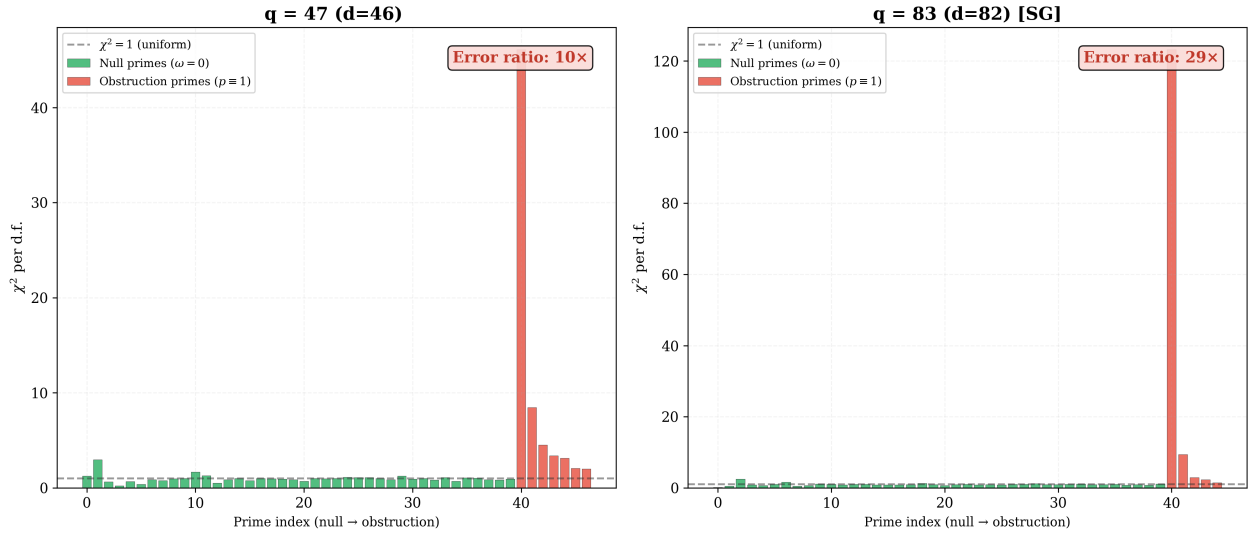 q = 47 (d=46)
χ² = 1 (uniform)
Null primes (ω = 0)
Obstruction primes (p ≡ 1)
Error ratio: 10×
40
30
20
10
0
χ² per d.f.
0 10 20 30 40
Prime index (null → obstruction)
q = 83 (d=82) [SG]
χ² = 1 (uniform)
Null primes (ω = 0)
Obstruction primes (p ≡ 1)
Error ratio: 29×
120
100
80
60
40
20
0
χ² per d.f.
0 10 20 30 40
Prime index (null → obstruction)